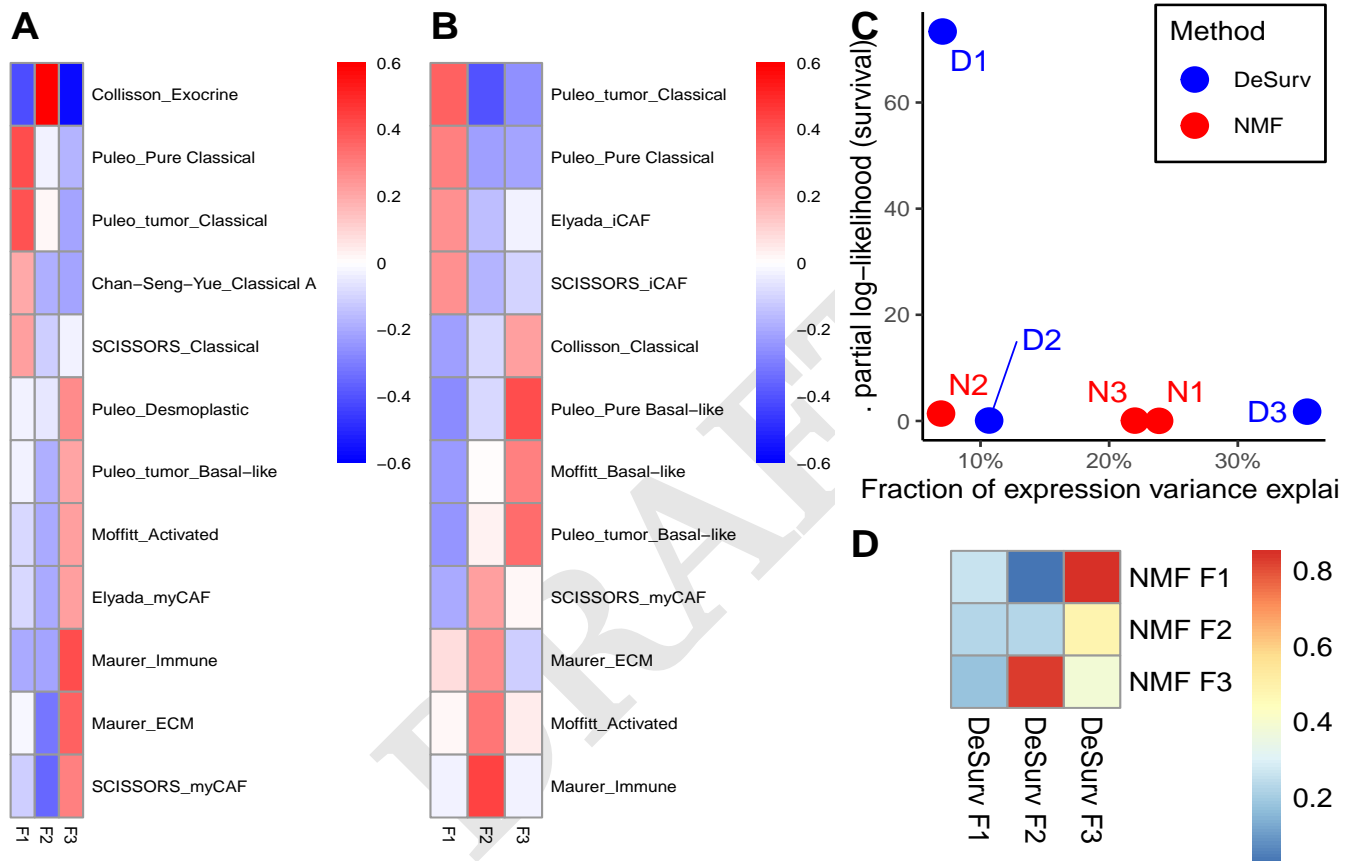 A
0.6
0.4
0.2
0
−0.2
−0.4
−0.6
Collisson_Exocrine
Puleo_Pure Classical
Puleo_tumor_Classical
Chan−Seng−Yue_Classical A
SCISSORS_Classical
Puleo_Desmoplastic
Puleo_tumor_Basal−like
Moffitt_Activated
Elyada_myCAF
Maurer_Immune
Maurer_ECM
SCISSORS_myCAF
F1 F2 F3
B
0.6
0.4
0.2
0
−0.2
−0.4
−0.6
Puleo_tumor_Classical
Puleo_Pure Classical
Elyada_iCAF
SCISSORS_iCAF
Collisson_Classical
Puleo_Pure Basal−like
Moffitt_Basal−like
Puleo_tumor_Basal−like
SCISSORS_myCAF
Maurer_ECM
Moffitt_Activated
Maurer_Immune
F1 F2 F3
DRAFT
C
. partial log−likelihood (survival)
60
40
20
0
D1
D2
N2
N3
N1
D3
Method
DeSurv
NMF
10% 20% 30%
Fraction of expression variance explai
D
NMF F1
NMF F2
NMF F3
DeSurv F1
DeSurv F2
DeSurv F3
0.8
0.6
0.4
0.2